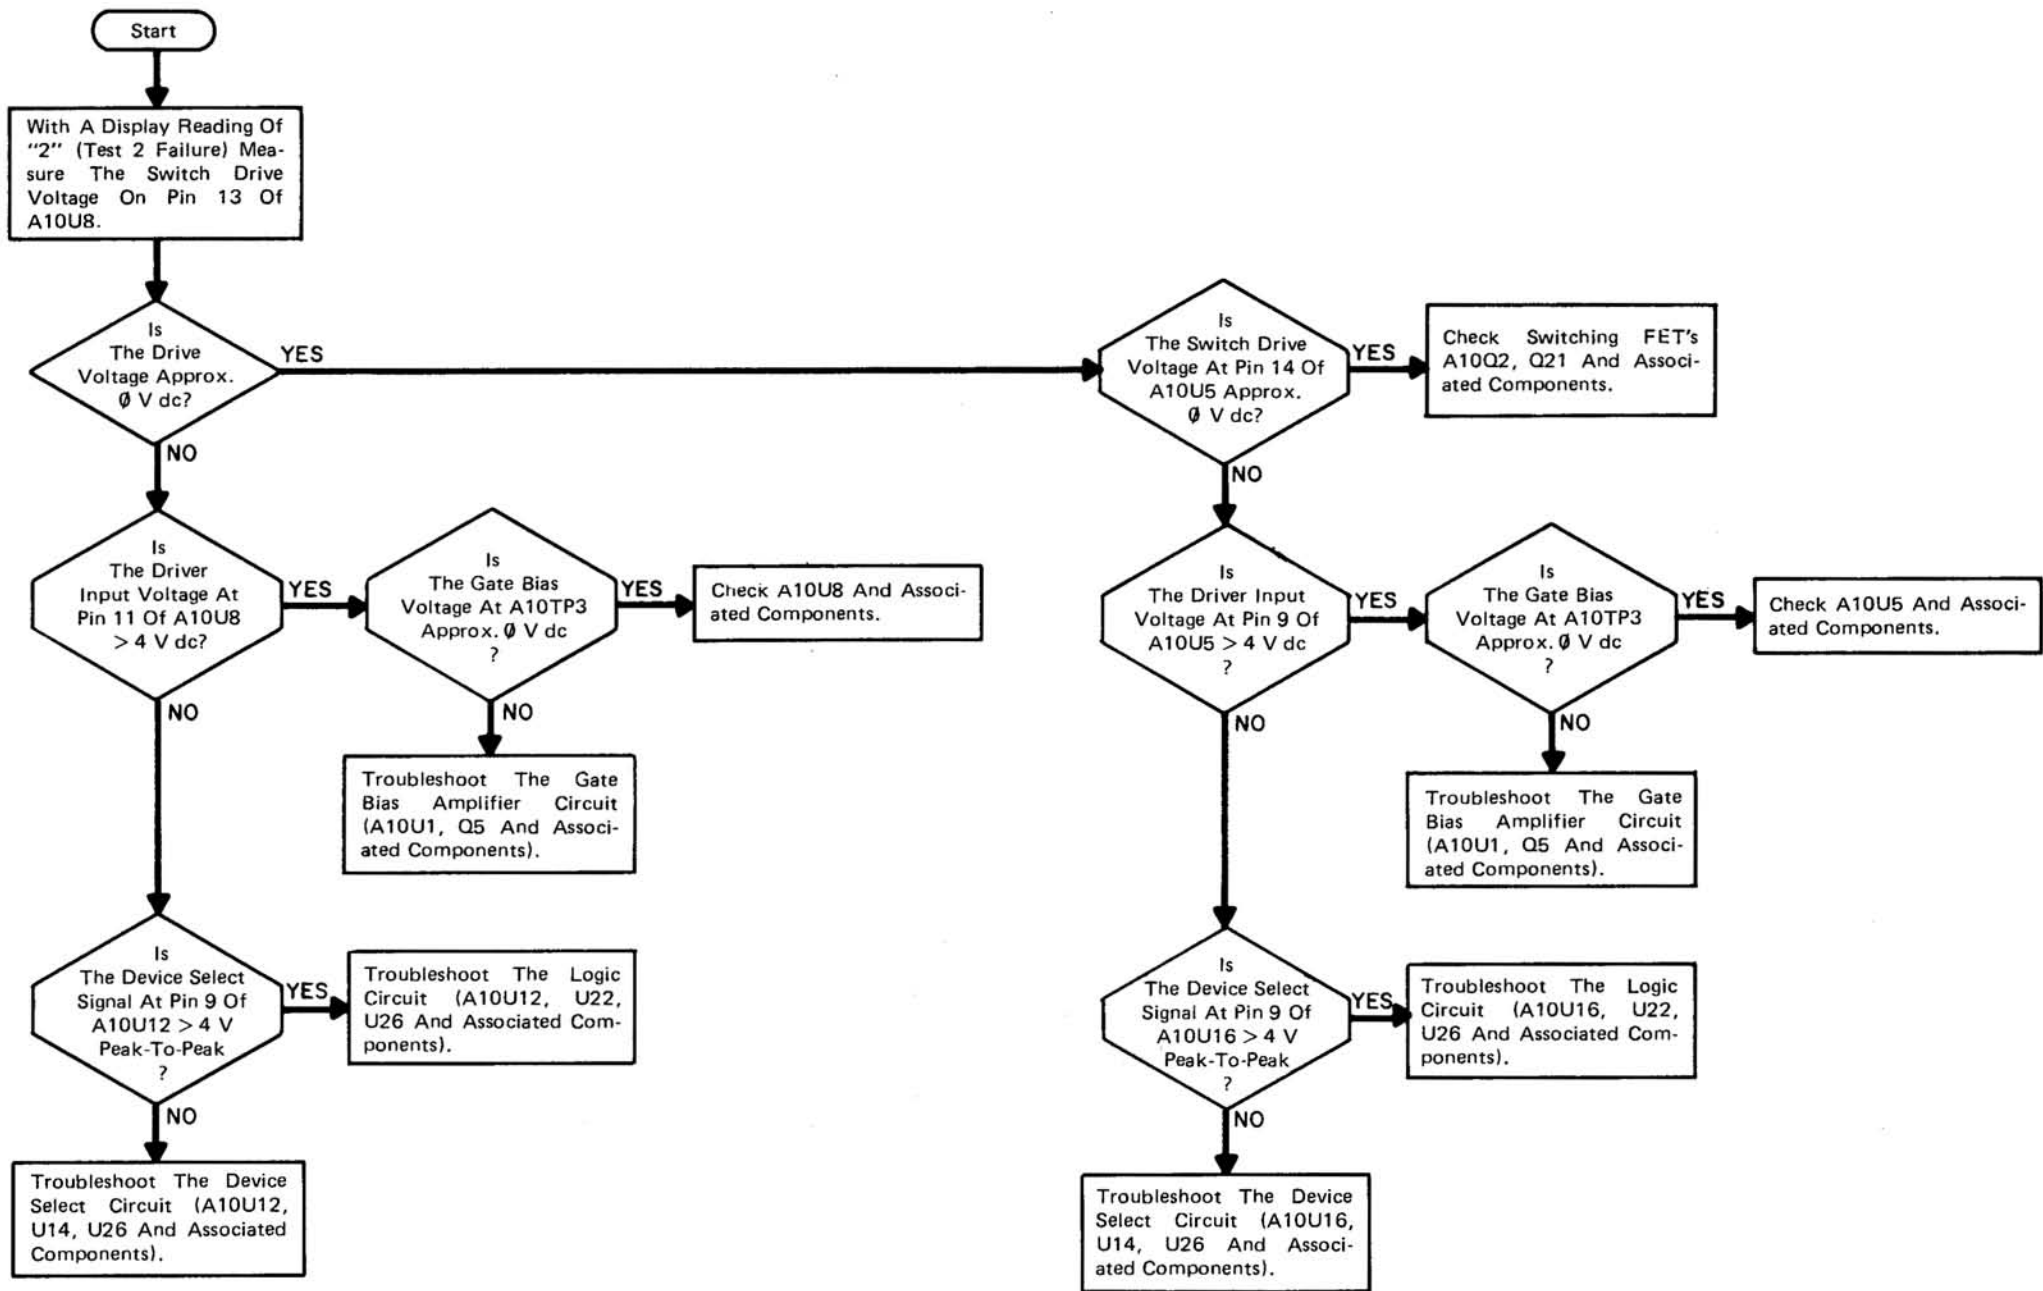 Start
With A Display Reading Of
"2" (Test 2 Failure) Mea-
sure The Switch Drive
Voltage On Pin 13 Of
A10U8.
Is
The Drive
Voltage Approx.
Ø V dc?
YES
NO
Is
The Switch Drive
Voltage At Pin 14 Of
A10U5 Approx.
Ø V dc?
YES
NO
Check Switching FET's
A10Q2, Q21 And Associ-
ated Components.
Is
The Driver
Input Voltage At
Pin 11 Of A10U8
> 4 V dc?
YES
NO
Is
The Gate Bias
Voltage At A10TP3
Approx. Ø V dc
?
YES
NO
Check A10U8 And Associ-
ated Components.
Troubleshoot The Gate
Bias Amplifier Circuit
(A10U1, Q5 And Associ-
ated Components).
Is
The Driver Input
Voltage At Pin 9 Of
A10U5 > 4 V dc
?
YES
NO
Is
The Gate Bias
Voltage At A10TP3
Approx. Ø V dc
?
YES
NO
Check A10U5 And Associ-
ated Components.
Troubleshoot The Gate
Bias Amplifier Circuit
(A10U1, Q5 And Associ-
ated Components).
Is
The Device Select
Signal At Pin 9 Of
A10U12 > 4 V
Peak-To-Peak
?
YES
NO
Troubleshoot The Logic
Circuit (A10U12, U22,
U26 And Associated Com-
ponents).
Troubleshoot The Device
Select Circuit (A10U12,
U14, U26 And Associated
Components).
Is
The Device Select
Signal At Pin 9 Of
A10U16 > 4 V
Peak-To-Peak
?
YES
NO
Troubleshoot The Logic
Circuit (A10U16, U22,
U26 And Associated Com-
ponents).
Troubleshoot The Device
Select Circuit (A10U16,
U14, U26 And Associ-
ated Components).